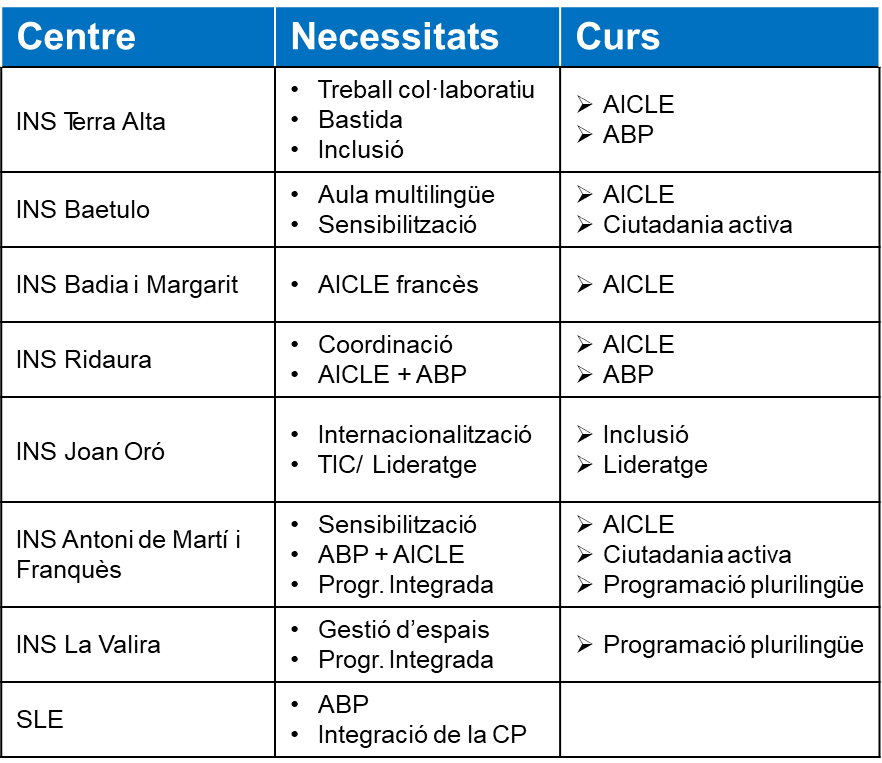 Centre Necessitats Curs
INS Terra Alta
• Treball col·laboratiu
• Bastida
• Inclusió
➢ AICLE
➢ ABP
INS Baetulo
• Aula multilingüe
• Sensibilització
➢ AICLE
➢ Ciutadania activa
INS Badia i Margarit
• AICLE francès
➢ AICLE
INS Ridaura
• Coordinació
• AICLE + ABP
➢ AICLE
➢ ABP
INS Joan Oró
• Internacionalització
• TIC/ Lideratge
➢ Inclusió
➢ Lideratge
INS Antoni de Martí i
Franquès
• Sensibilització
• ABP + AICLE
• Progr. Integrada
➢ AICLE
➢ Ciutadania activa
➢ Programació plurilingüe
INS La Valira
• Gestió d’espais
• Progr. Integrada
➢ Programació plurilingüe
SLE
• ABP
• Integració de la CP